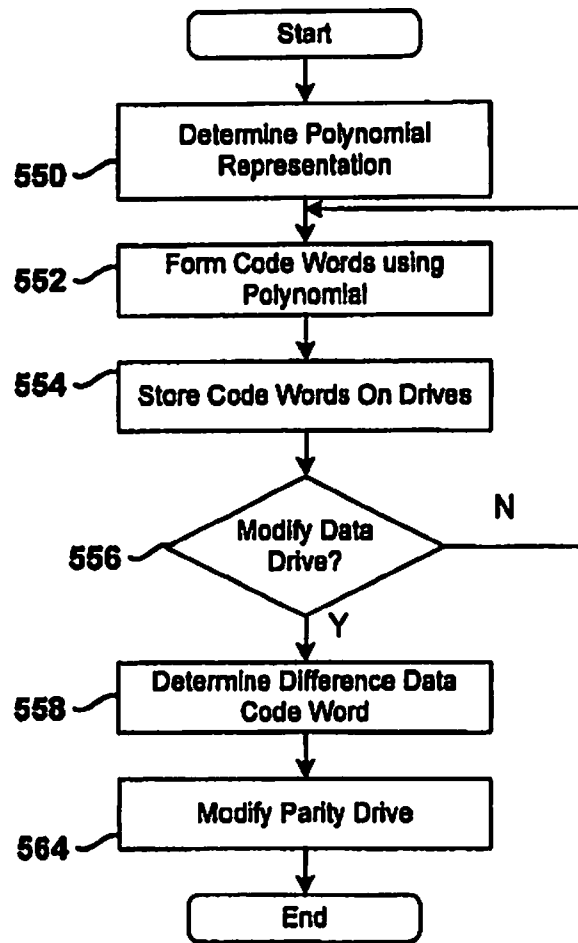 Start
Determine Polynomial
Representation
550
Form Code Words using
Polynomial
552
554
Store Code Words On Drives
Modify Data
Drive?
N
556
Y
Determine Difference Data
Code Word
558
Modify Parity Drive
564
End